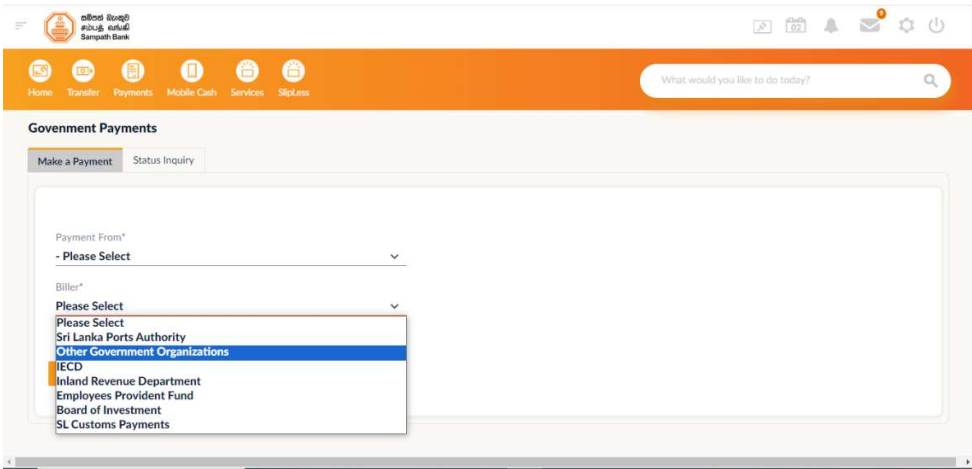 සම්පත් බැංකුව
சம்பத் வங்கி
Sampath Bank
02
9
Home Transfer Payments Mobile Cash Services SlipLess
What would you like to do today?
Govenment Payments
Make a Payment Status Inquiry
Payment From*
- Please Select
Biller*
Please Select
Please Select
Sri Lanka Ports Authority
Other Government Organizations
IECD
Inland Revenue Department
Employees Provident Fund
Board of Investment
SL Customs Payments